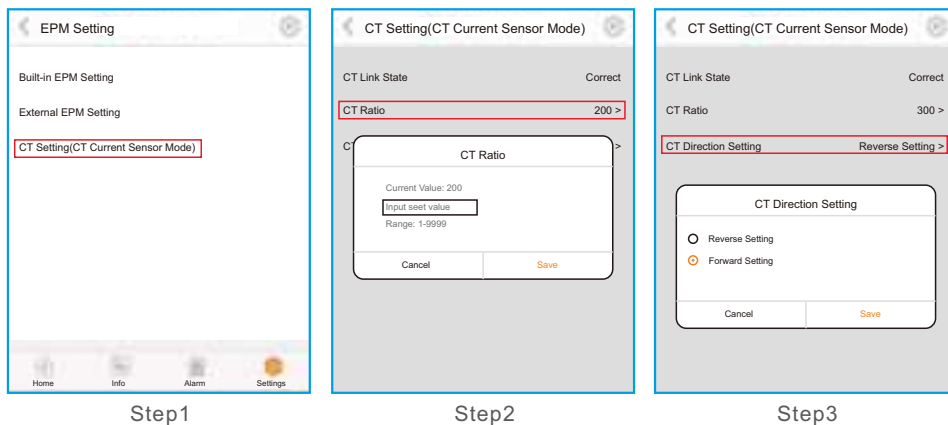 EPM Setting
Built-in EPM Setting
External EPM Setting
CT Setting(CT Current Sensor Mode)
Home Info Alarm Settings
Step1
CT Setting(CT Current Sensor Mode)
CT Link State Correct
CT Ratio 200 >
C >
CT Ratio
Current Value: 200
Input seet value
Range: 1-9999
Cancel Save
Step2
CT Setting(CT Current Sensor Mode)
CT Link State Correct
CT Ratio 300 >
CT Direction Setting Reverse Setting >
CT Direction Setting
Reverse Setting
Forward Setting
Cancel Save
Step3